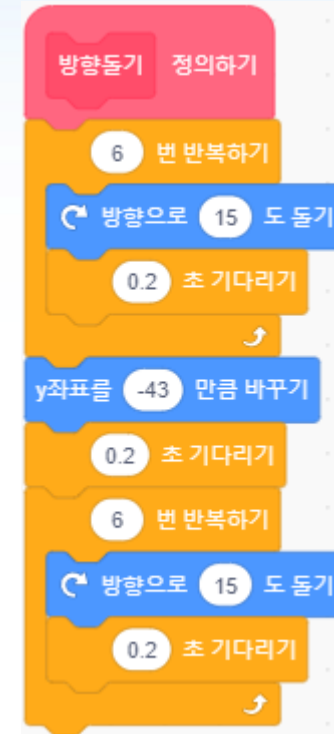 방향돌기 정의하기
6 번 반복하기
방향으로 15 도 돌기
0.2 초 기다리기
y좌표를 -43 만큼 바꾸기
0.2 초 기다리기
6 번 반복하기
방향으로 15 도 돌기
0.2 초 기다리기